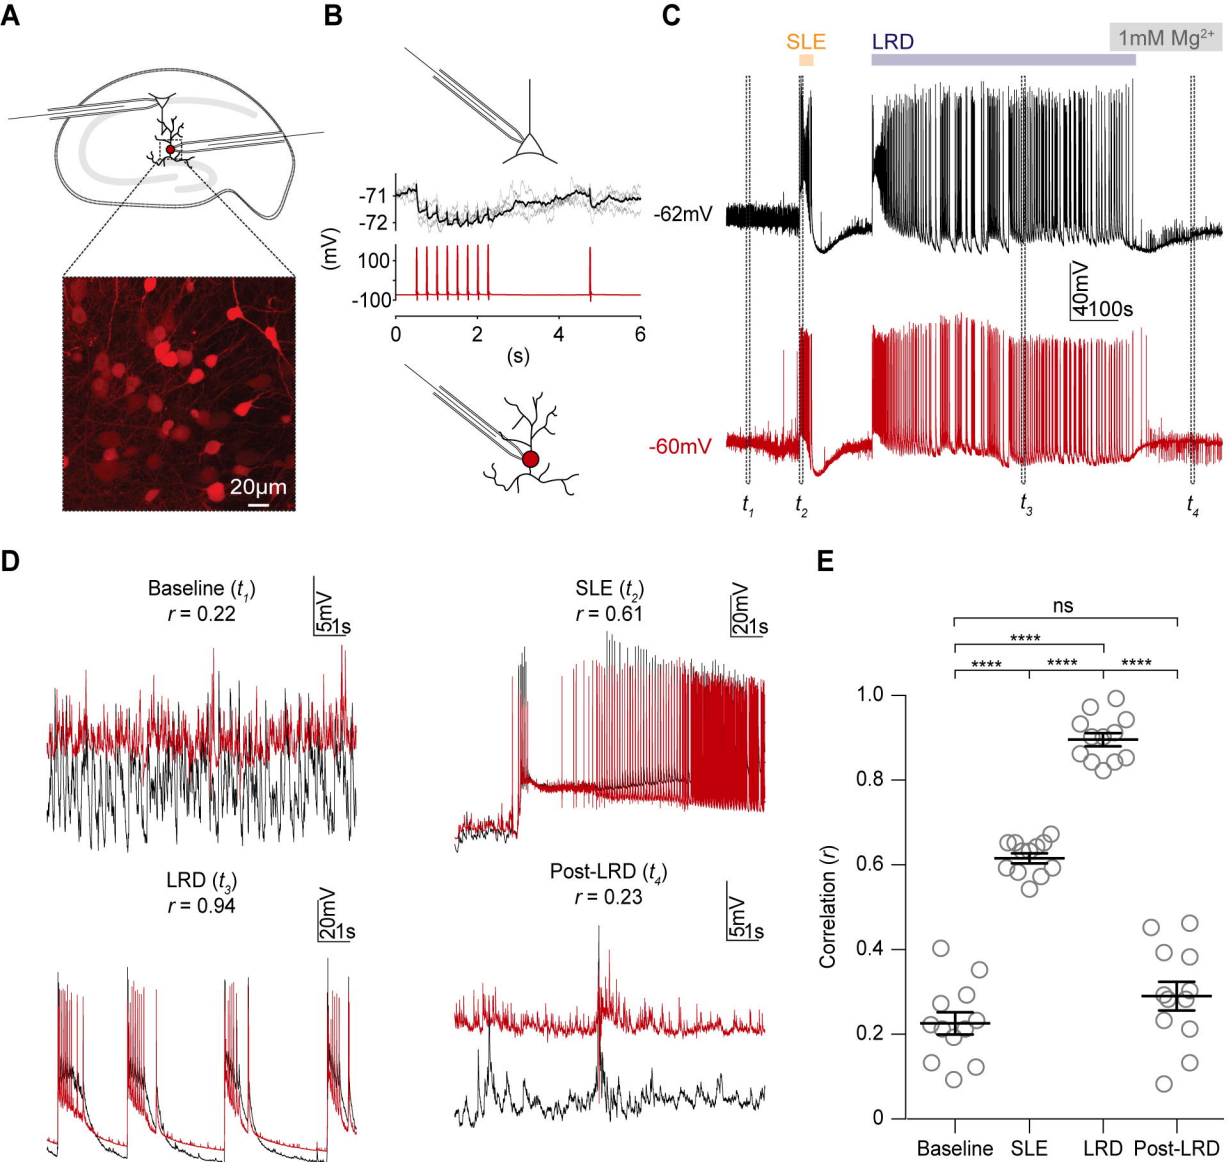 A
20µm
B
-71
-72
(mV)
100
-100
0 2 4 6
(s)
C
SLE
LRD
1mM Mg²⁺
-62mV
40mV
100s
-60mV
t₁ t₂ t₃ t₄
D
Baseline (t₁)
r = 0.22
5mV
1s
SLE (t₂)
r = 0.61
20mV
1s
LRD (t₃)
r = 0.94
20mV
1s
Post-LRD (t₄)
r = 0.23
5mV
1s
E
ns
****
**** **** ****
Correlation (r)
1.0
0.8
0.6
0.4
0.2
0
Baseline SLE LRD Post-LRD